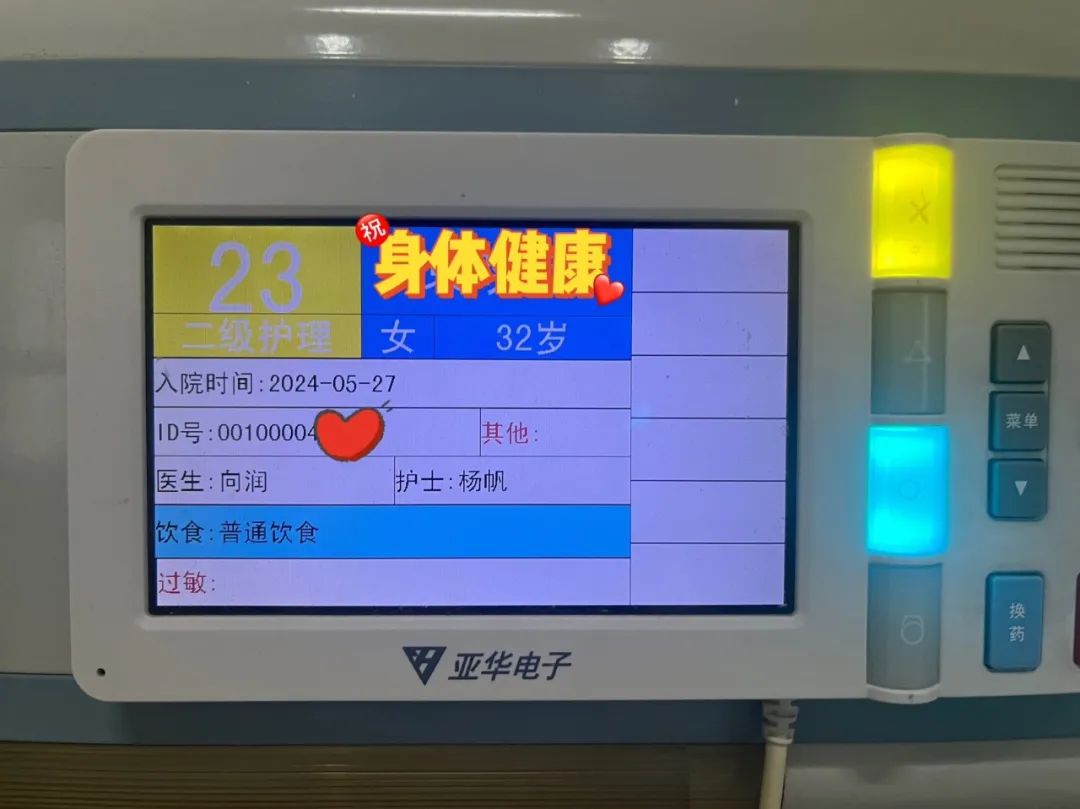 23
祝
身体健康
二级护理 女 32岁
入院时间:2024-05-27
ID号:00100004 其他:
医生:向润 护士:杨帆
饮食:普通饮食
过敏:
亚华电子
菜单
换药